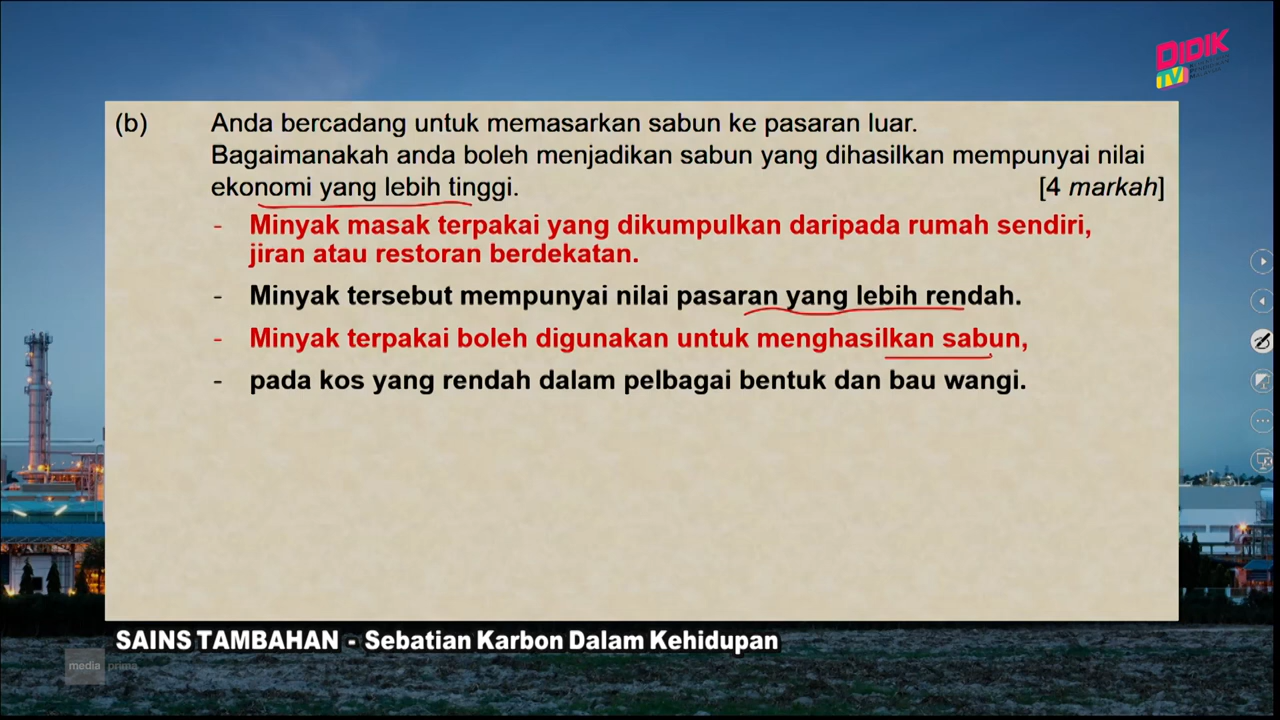 DIDIK
TV
(b) Anda bercadang untuk memasarkan sabun ke pasaran luar.
Bagaimanakah anda boleh menjadikan sabun yang dihasilkan mempunyai nilai
ekonomi yang lebih tinggi. [4 markah]
- Minyak masak terpakai yang dikumpulkan daripada rumah sendiri,
jiran atau restoran berdekatan.
- Minyak tersebut mempunyai nilai pasaran yang lebih rendah.
- Minyak terpakai boleh digunakan untuk menghasilkan sabun,
- pada kos yang rendah dalam pelbagai bentuk dan bau wangi.
SAINS TAMBAHAN - Sebatian Karbon Dalam Kehidupan
media prima